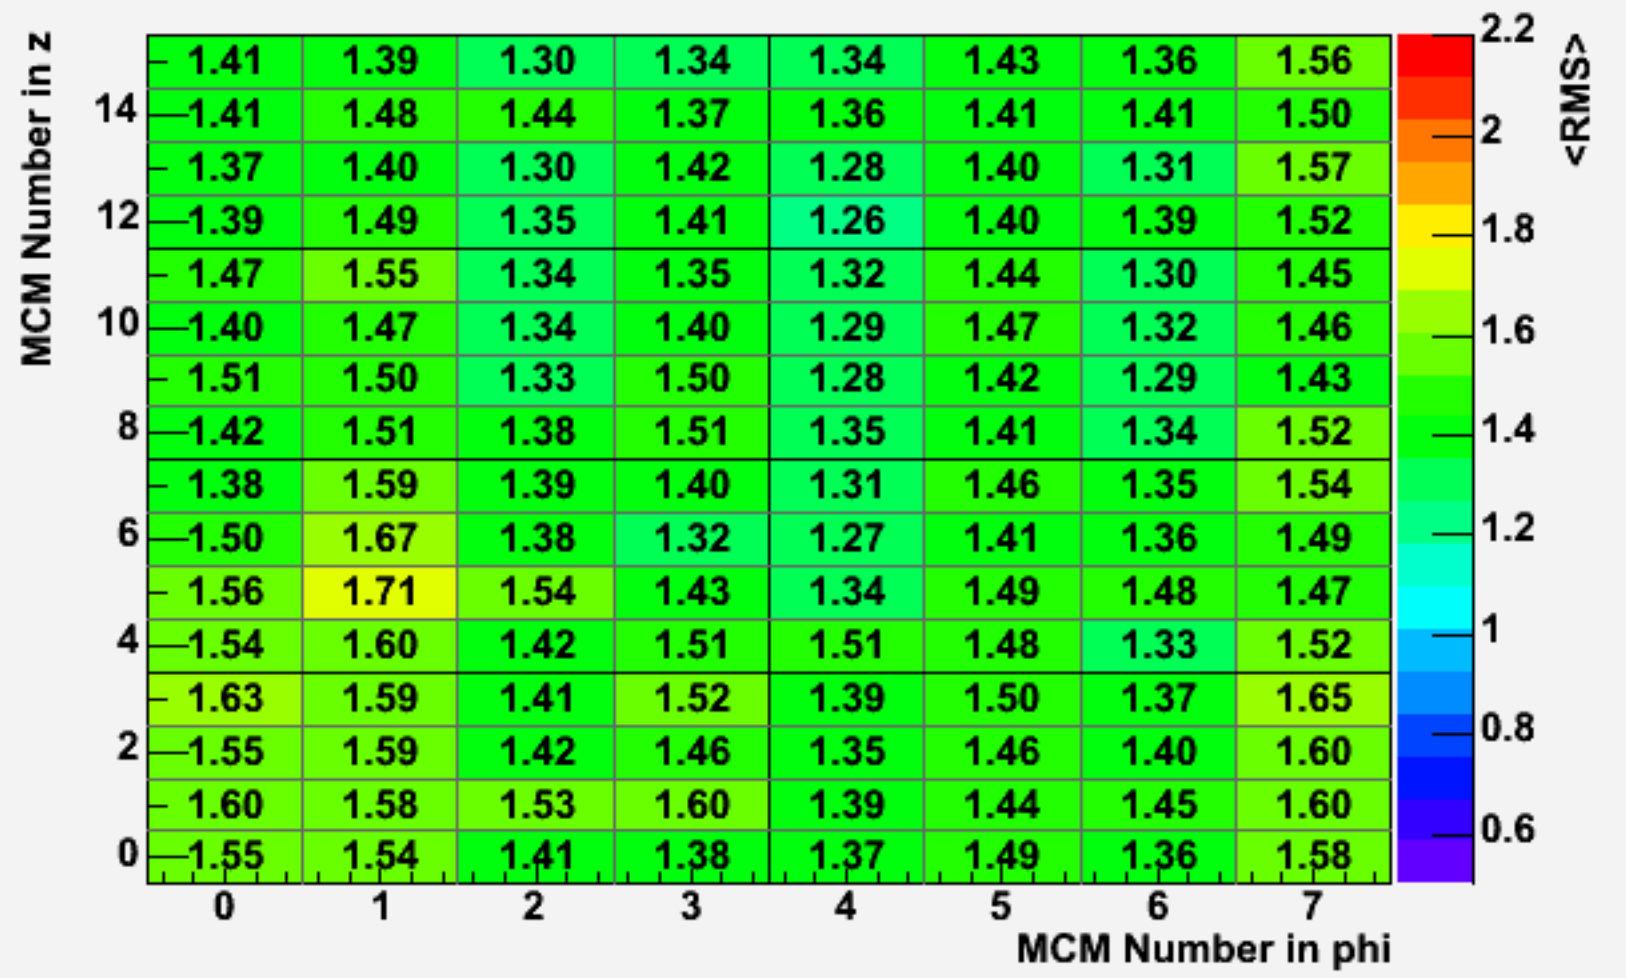 MCM Number in z
1.41 1.39 1.30 1.34 1.34 1.43 1.36 1.56
14 1.41 1.48 1.44 1.37 1.36 1.41 1.41 1.50
1.37 1.40 1.30 1.42 1.28 1.40 1.31 1.57
12 1.39 1.49 1.35 1.41 1.26 1.40 1.39 1.52
1.47 1.55 1.34 1.35 1.32 1.44 1.30 1.45
10 1.40 1.47 1.34 1.40 1.29 1.47 1.32 1.46
1.51 1.50 1.33 1.50 1.28 1.42 1.29 1.43
8 1.42 1.51 1.38 1.51 1.35 1.41 1.34 1.52
1.38 1.59 1.39 1.40 1.31 1.46 1.35 1.54
6 1.50 1.67 1.38 1.32 1.27 1.41 1.36 1.49
1.56 1.71 1.54 1.43 1.34 1.49 1.48 1.47
4 1.54 1.60 1.42 1.51 1.51 1.48 1.33 1.52
1.63 1.59 1.41 1.52 1.39 1.50 1.37 1.65
2 1.55 1.59 1.42 1.46 1.35 1.46 1.40 1.60
1.60 1.58 1.53 1.60 1.39 1.44 1.45 1.60
0 1.55 1.54 1.41 1.38 1.37 1.49 1.36 1.58
0 1 2 3 4 5 6 7
MCM Number in phi
2.2
2
1.8
1.6
1.4
1.2
1
0.8
0.6
<RMS>